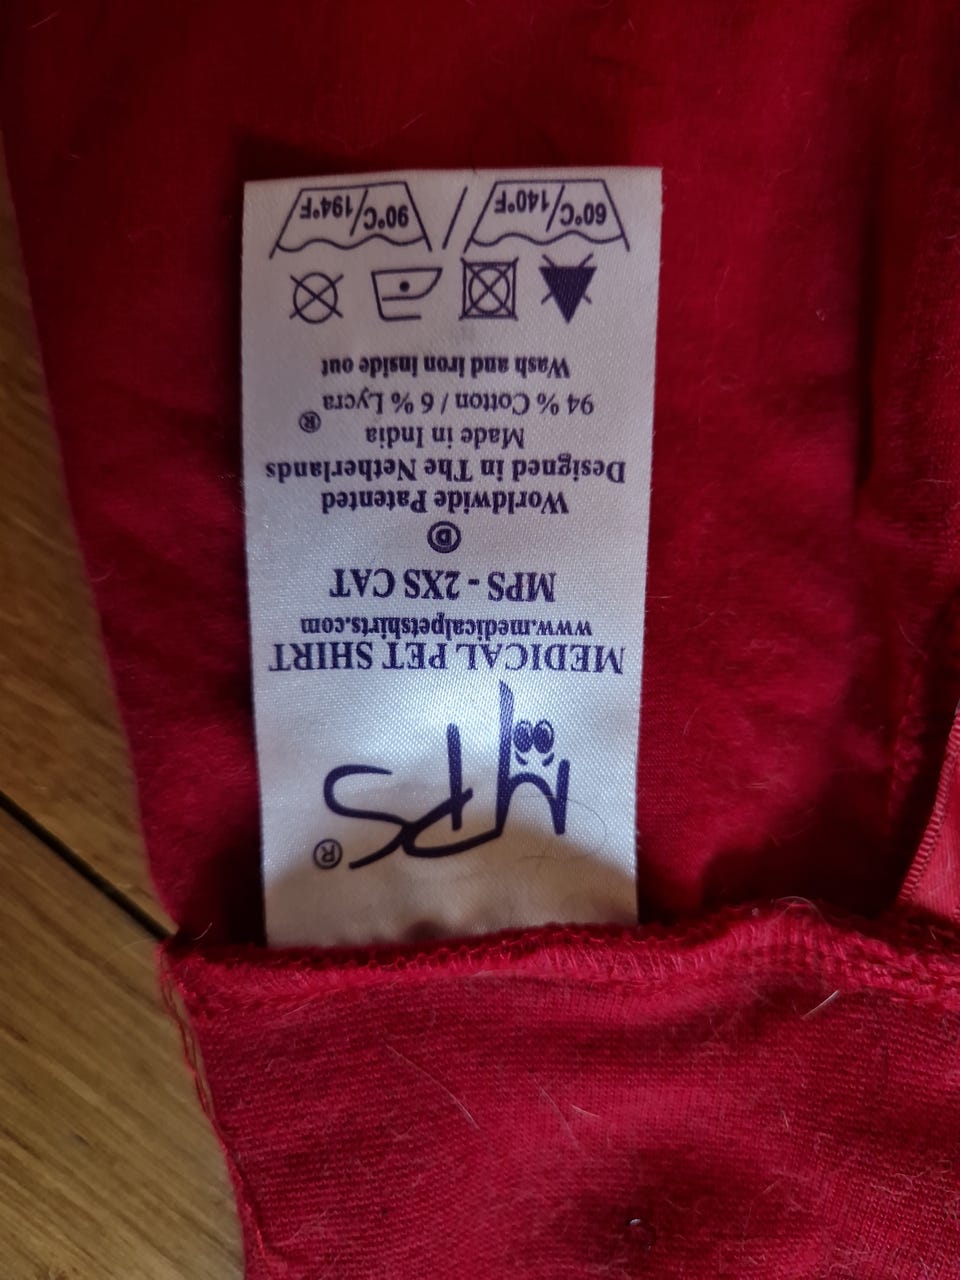 MPS®
MEDICAL PET SHIRT
www.medicalpetshirts.com
MPS - 2XS CAT
D
Worldwide Patented
Designed in The Netherlands
Made in India
94 % Cotton / 6 % Lycra®
Wash and Iron inside out
60°C/140°F / 90°C/194°F